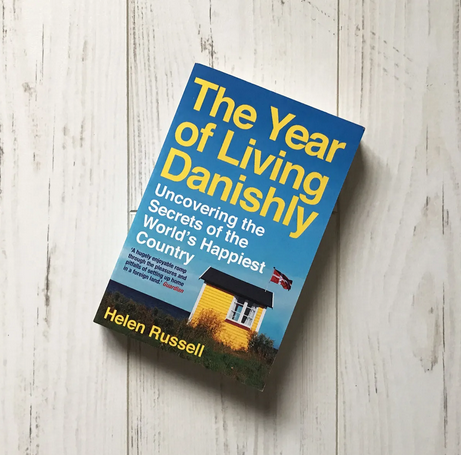 The Year
of Living
Danishly
Uncovering the
Secrets of the
World's Happiest
Country
'A hugely enjoyable romp
through the pleasures and
pitfalls of setting up home
in a foreign land.' Guardian
Helen Russell